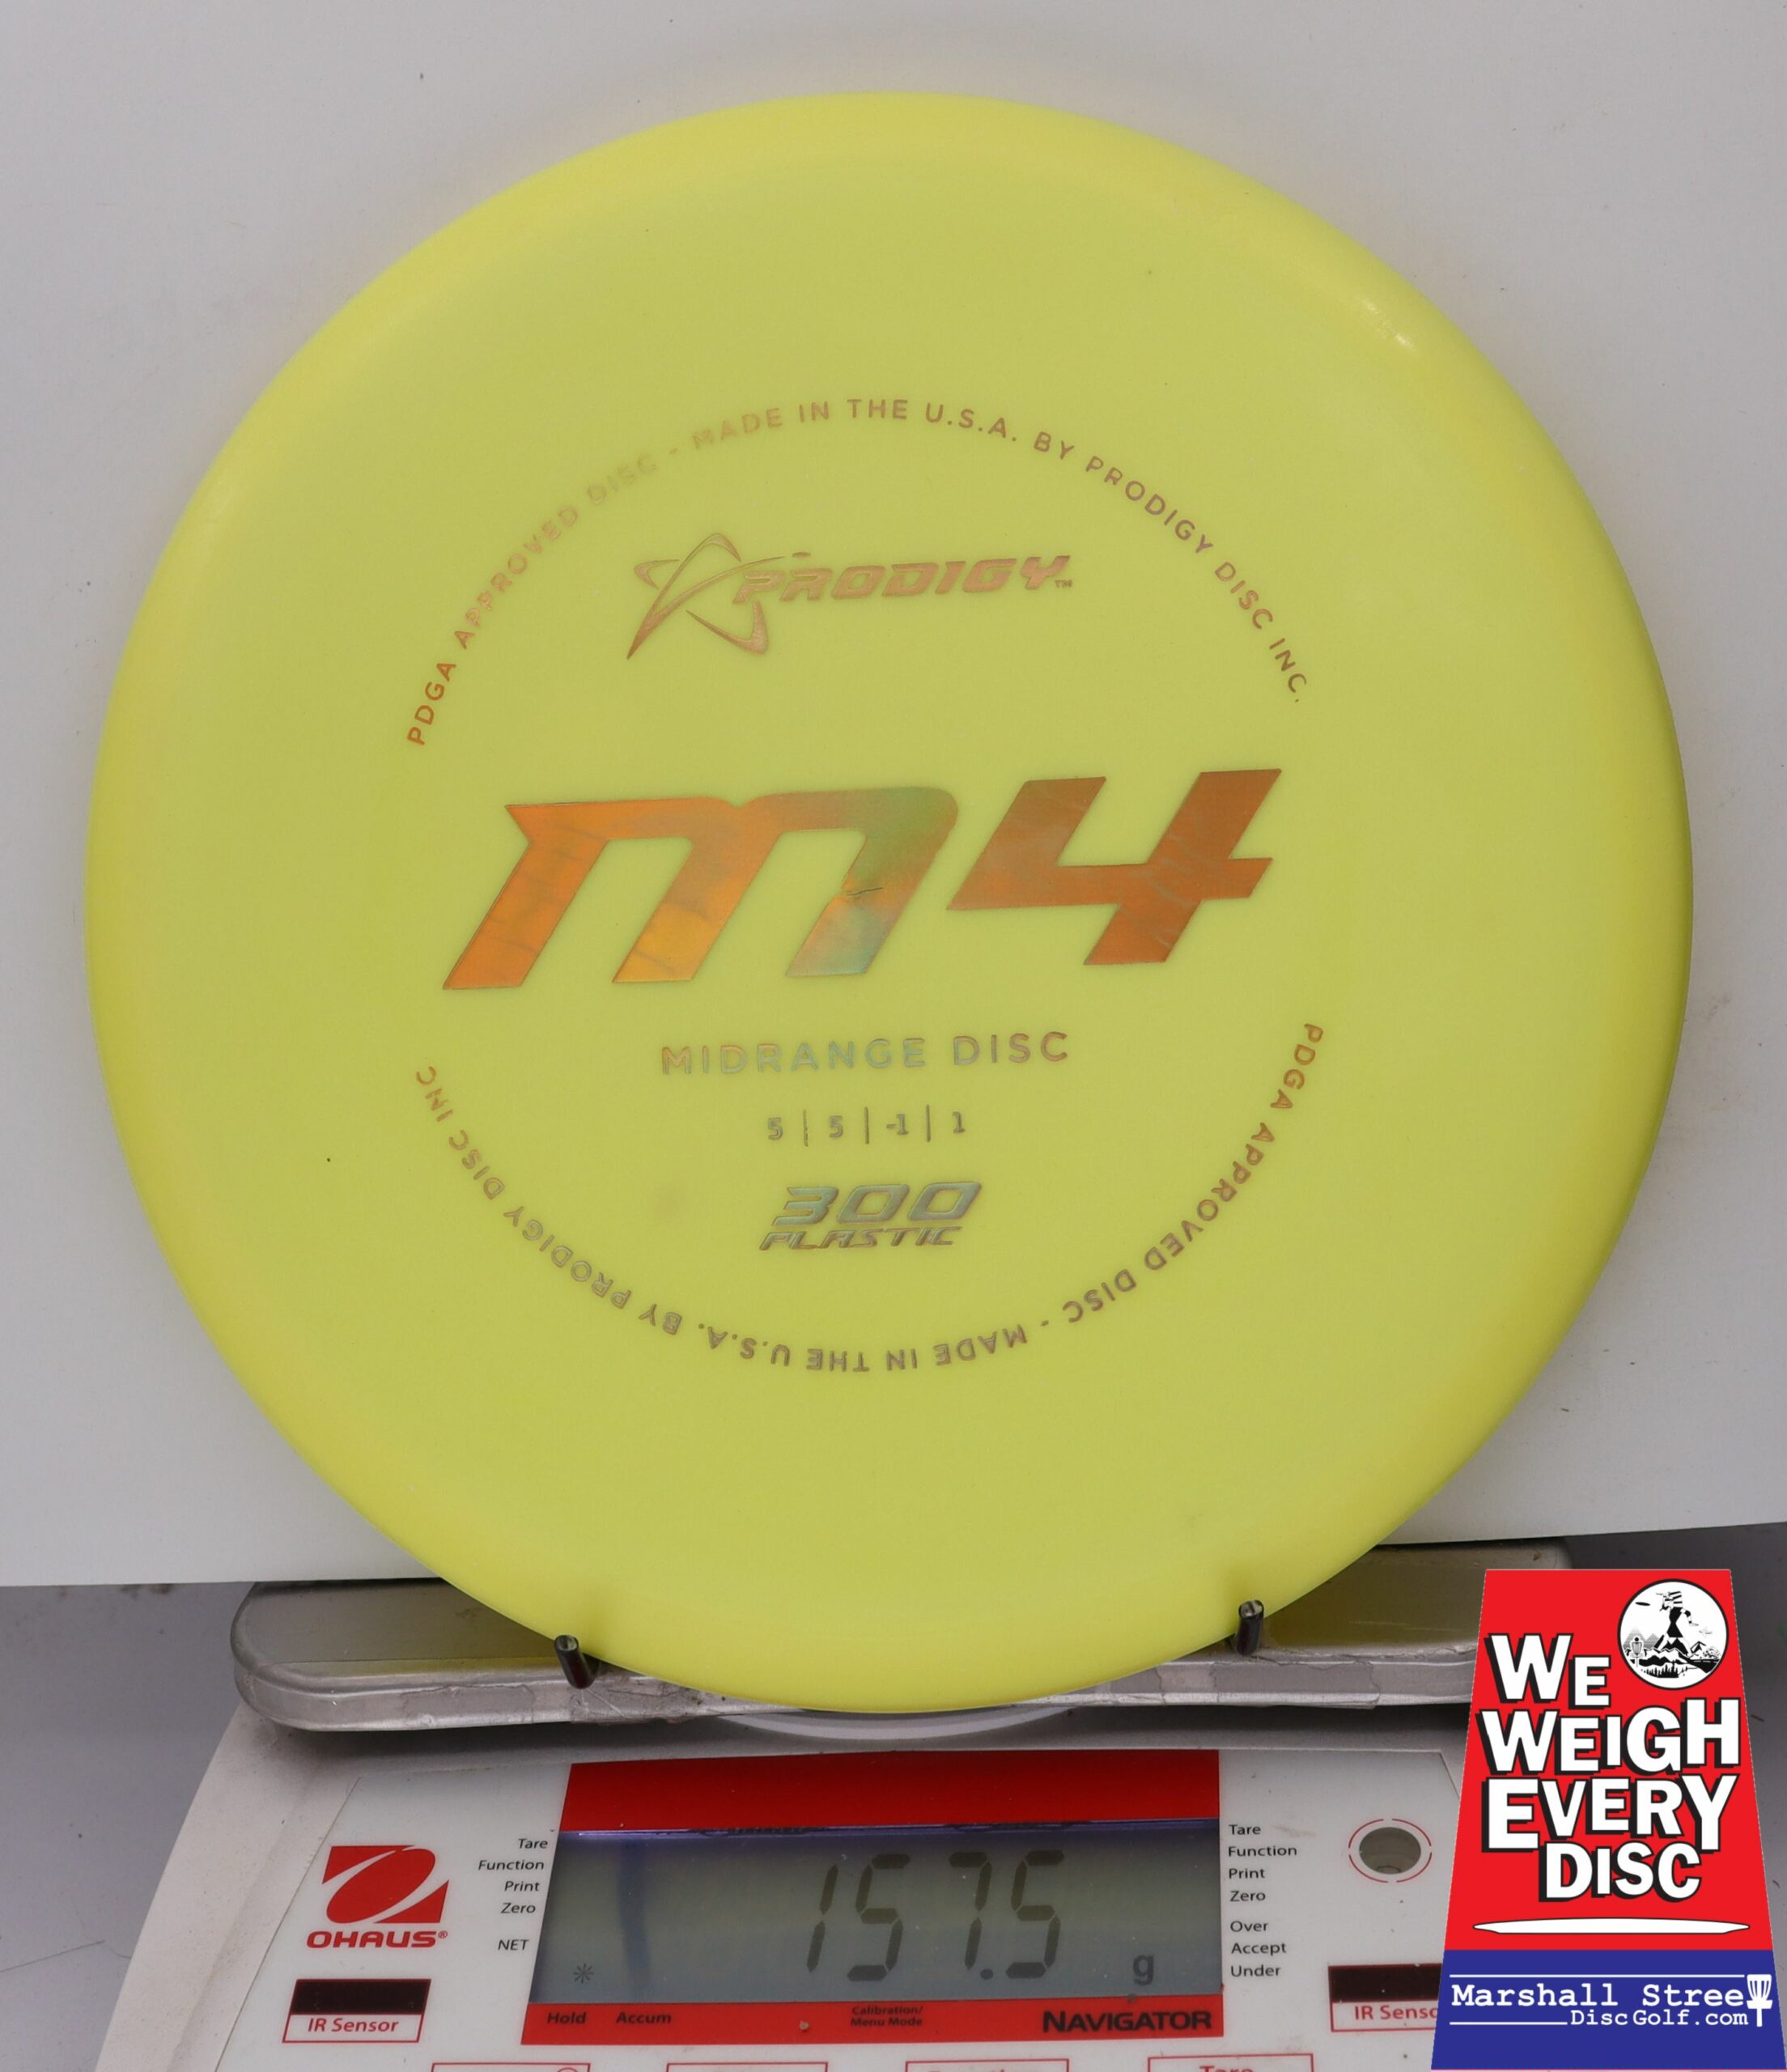 PDGA APPROVED DISC - MADE IN THE U.S.A. BY PRODIGY DISC INC.
PRODIGY™
m4
MIDRANGE DISC
5 | 5 | -1 | 1
300
PLASTIC
PDGA APPROVED DISC - MADE IN THE U.S.A. BY PRODIGY DISC INC
WE
WEIGH
EVERY
DISC
Marshall Stree
DiscGolf.com
OHAUS®
IR Sensor
Tare
Function
Print
Zero
NET
157.5 g
Tare
Function
Print
Zero
Over
Accept
Under
Hold Accum Calibration/
Menu Mode
NAVIGATOR
IR Senso